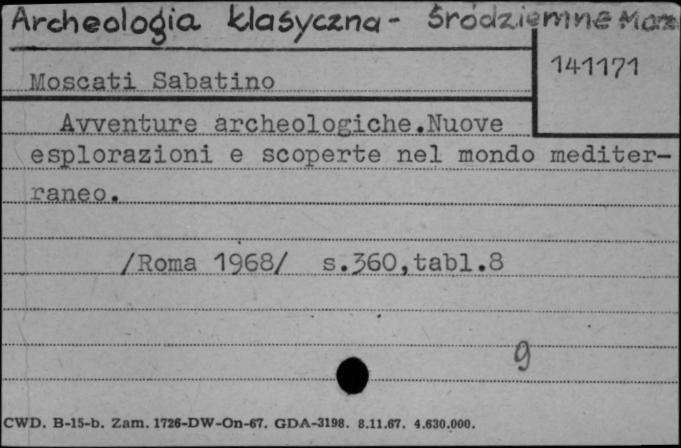 Archeologia klasyczna - Śródziemne Morz
141171
Moscati Sabatino
Avventure archeologiche.Nuove
esplorazioni e scoperte nel mondo mediter-
raneo.
/Roma 1968/ s.360,tabl.8
9
CWD. B-15-b. Zam. 1726-DW-On-67. GDA-3198. 8.11.67. 4.630.000.